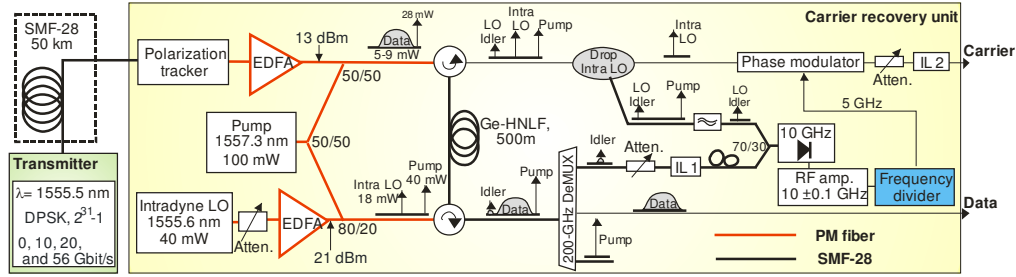 SMF-28
50 km
Transmitter
λ= 1555.5 nm
DPSK, 2³¹-1
0, 10, 20,
and 56 Gbit/s
Carrier recovery unit
Polarization
tracker
EDFA
13 dBm
50/50
Data
28 mW
5-9 mW
LO
Idler
Intra
LO
Pump
Intra
LO
Drop
Intra LO
Phase modulator
Atten.
IL 2
Carrier
Pump
1557.3 nm
100 mW
50/50
Ge-HNLF,
500m
LO
Idler
Pump
LO
Idler
5 GHz
70/30
10 GHz
Intradyne LO
1555.6 nm
40 mW
Atten.
EDFA
21 dBm
80/20
Intra LO
18 mW
Pump
40 mW
Idler
Data
Pump
200-GHz DeMUX
Idler
Atten.
IL 1
RF amp.
10 ±0.1 GHz
Frequency
divider
Data
Data
Pump
PM fiber
SMF-28